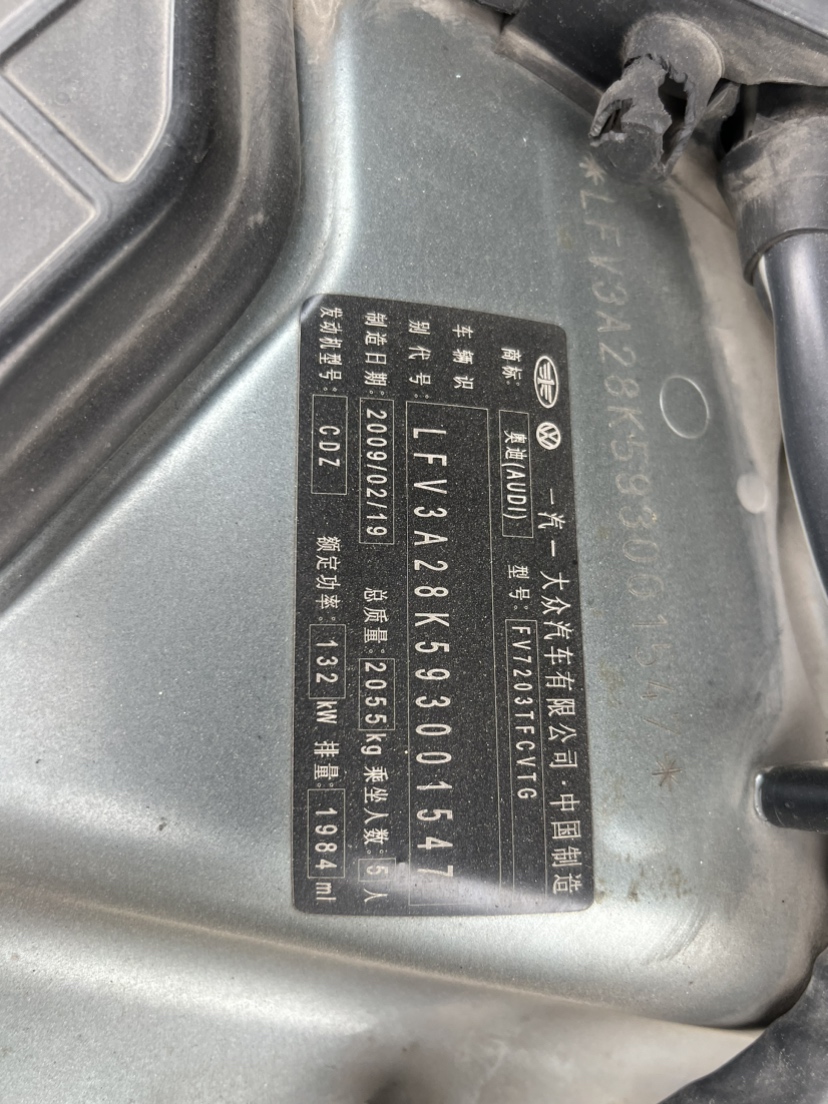 一汽-大众汽车有限公司·中国制造
商标: 奥迪(AUDI) 型号: FV7203TFCVTG
车辆识
别代号: LFV3A28K593001547
制造日期: 2009/02/19 总质量: 2055kg 乘坐人数: 5人
发动机型号: CDZ 额定功率: 132kW 排量: 1984ml
*LFV3A28K593001547*